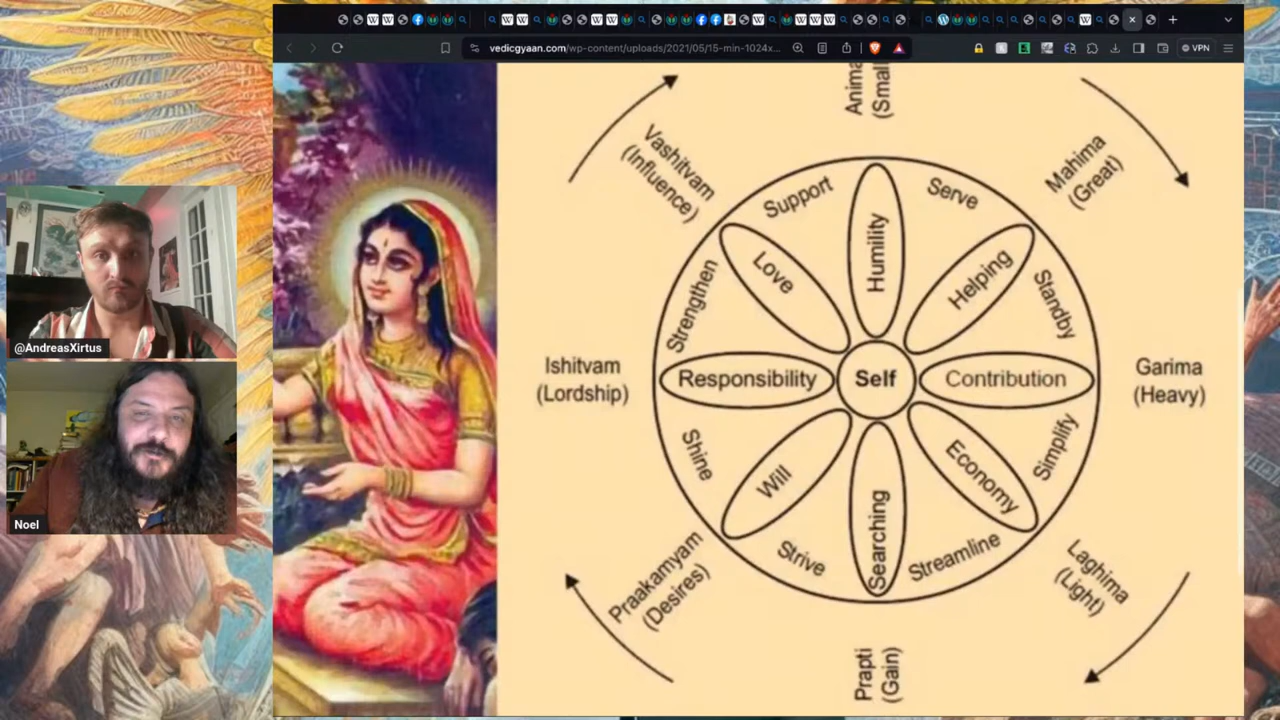 vedicgyaan.com/wp-content/uploads/2021/05/15-min-1024x...
VPN
Anima
(Small
Vashitvam
(Influence)
Mahima
(Great)
Support
Serve
Love
Humility
Helping
Strengthen
Standby
Ishitvam
(Lordship)
Responsibility
Self
Contribution
Garima
(Heavy)
Shine
Will
Searching
Economy
Simplify
Strive
Streamline
Praakamyam
(Desires)
Laghima
(Light)
Prapti
(Gain)
@AndreasXirtus
Noel